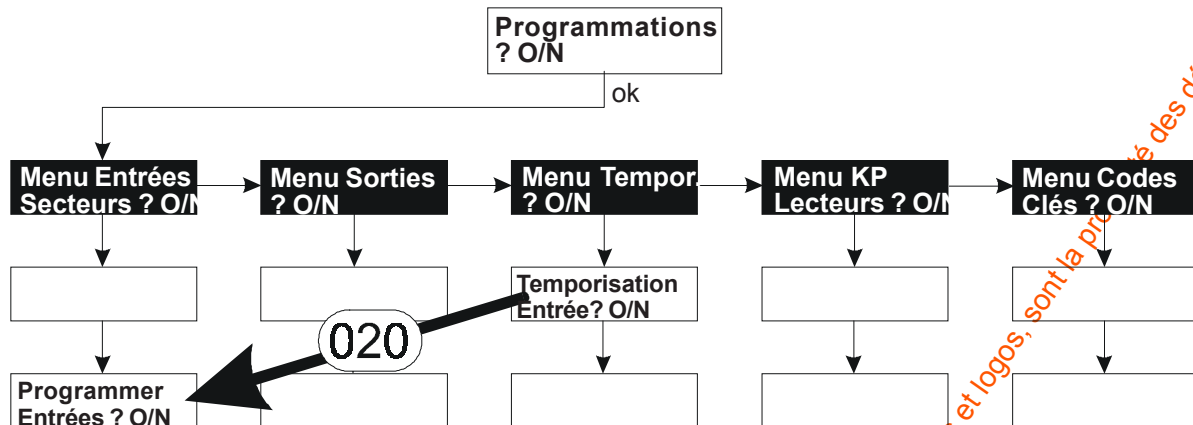 Programmations
? O/N
ok
Menu Entrées
Secteurs ? O/N
Menu Sorties
? O/N
Menu Tempor.
? O/N
Menu KP
Lecteurs ? O/N
Menu Codes
Clés ? O/N
Temporisation
Entrée? O/N
020
Programmer
Entrées ? O/N
et logos, sont la
des